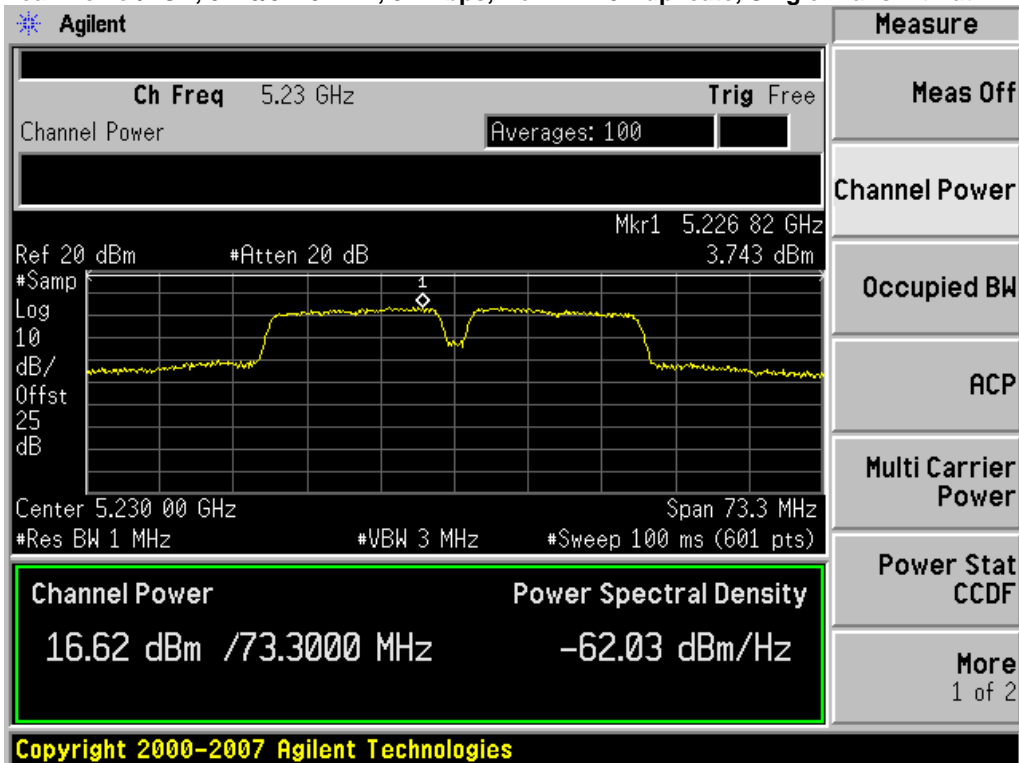 Agilent
Measure
Ch Freq 5.23 GHz Trig Free
Meas Off
Channel Power Averages: 100
Channel Power
Mkr1 5.226 82 GHz
Ref 20 dBm #Atten 20 dB 3.743 dBm
#Samp
1
Occupied BW
Log
10
dB/
ACP
Offst
25
dB
Multi Carrier
Power
Center 5.230 00 GHz Span 73.3 MHz
#Res BW 1 MHz #VBW 3 MHz #Sweep 100 ms (601 pts)
Power Stat
CCDF
Channel Power Power Spectral Density
16.62 dBm /73.3000 MHz -62.03 dBm/Hz
More
1 of 2
Copyright 2000-2007 Agilent Technologies